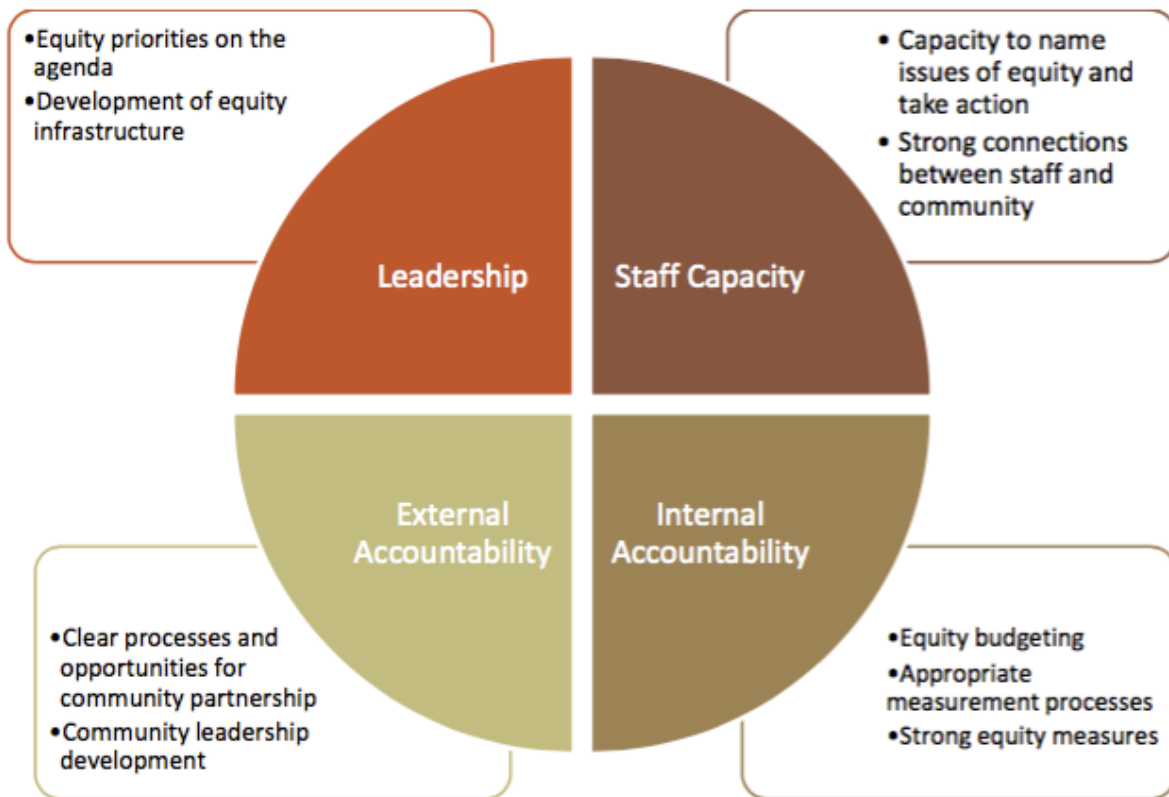 •Equity priorities on the
agenda
•Development of equity
infrastructure
• Capacity to name
issues of equity and
take action
• Strong connections
between staff and
community
Leadership
Staff Capacity
External
Accountability
Internal
Accountability
•Clear processes and
opportunities for
community partnership
•Community leadership
development
•Equity budgeting
•Appropriate
measurement processes
•Strong equity measures